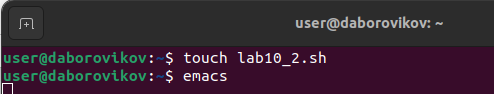 user@daborovikov: ~
user@daborovikov:~$ touch lab10_2.sh
user@daborovikov:~$ emacs